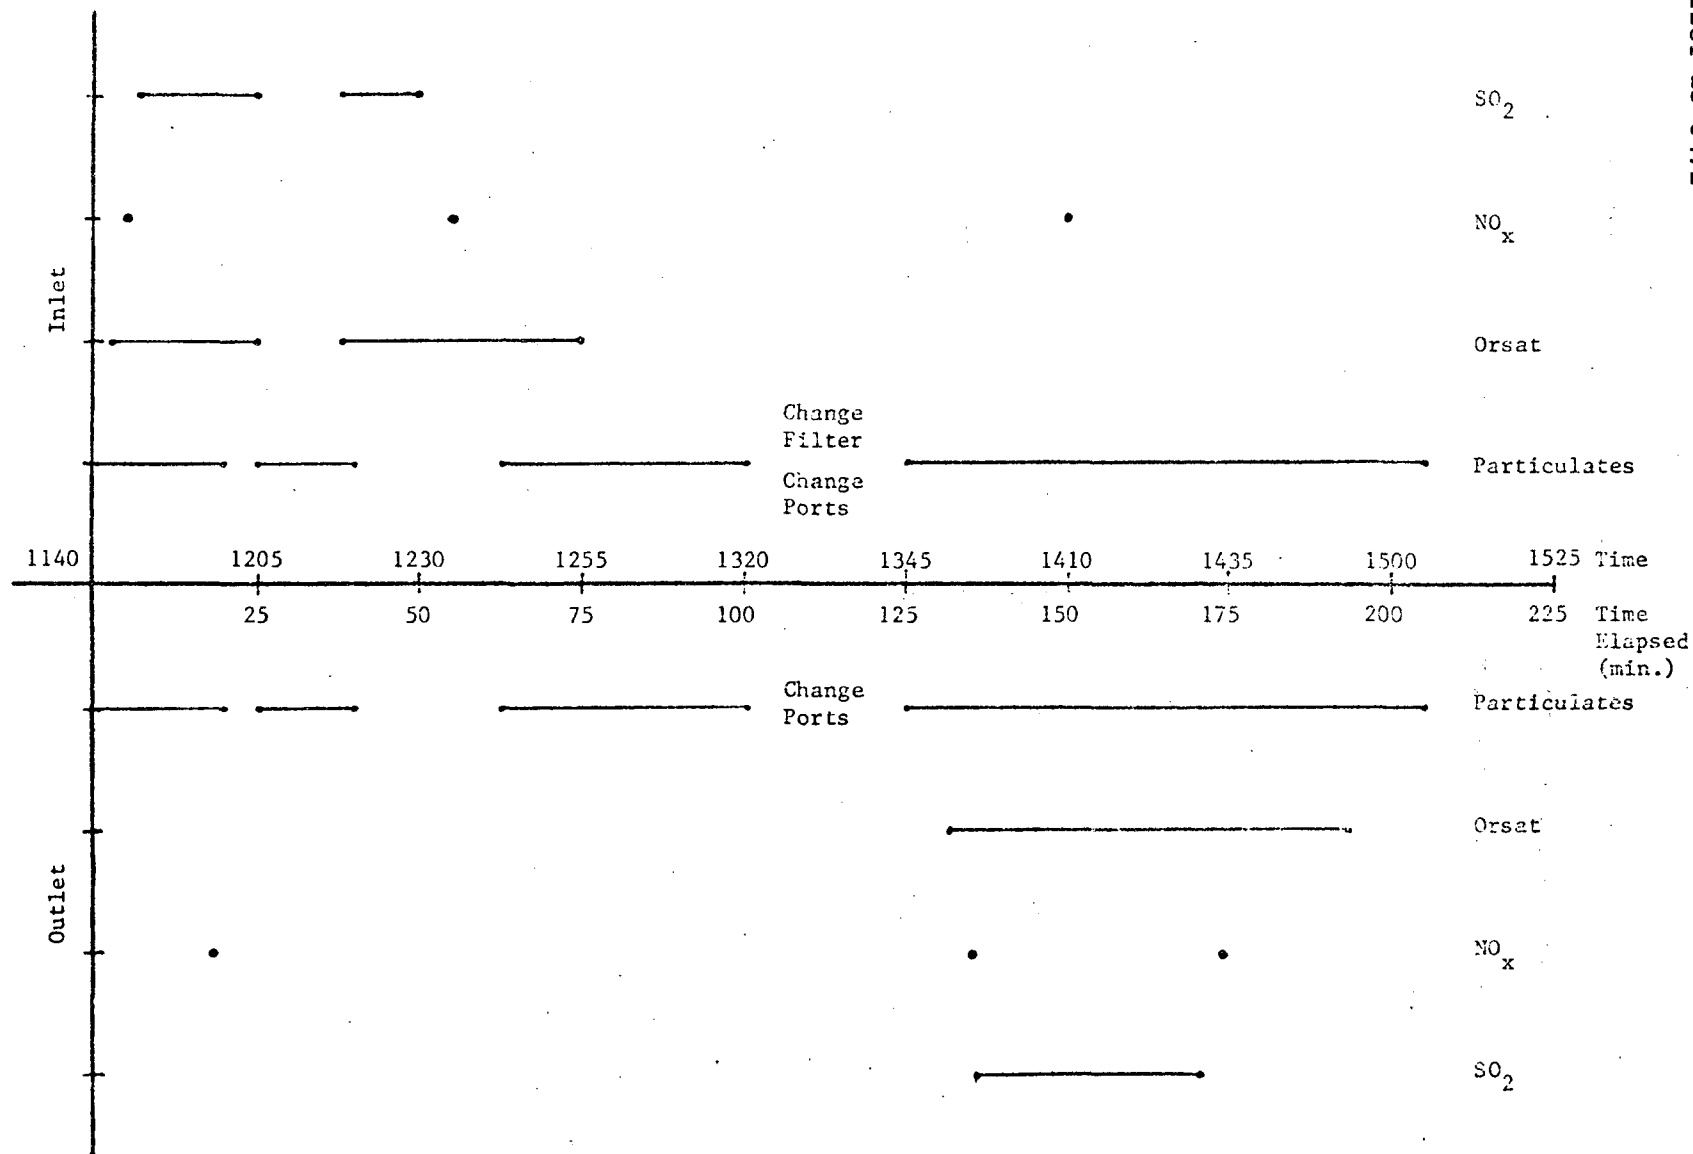 SO2
NOx
Inlet
Orsat
Change
Filter
Particulates
Change
Ports
1140 1205 1230 1255 1320 1345 1410 1435 1500 1525 Time
25 50 75 100 125 150 175 200 225 Time
Elapsed
(min.)
Change
Ports
Particulates
Orsat
Outlet
NOx
SO2